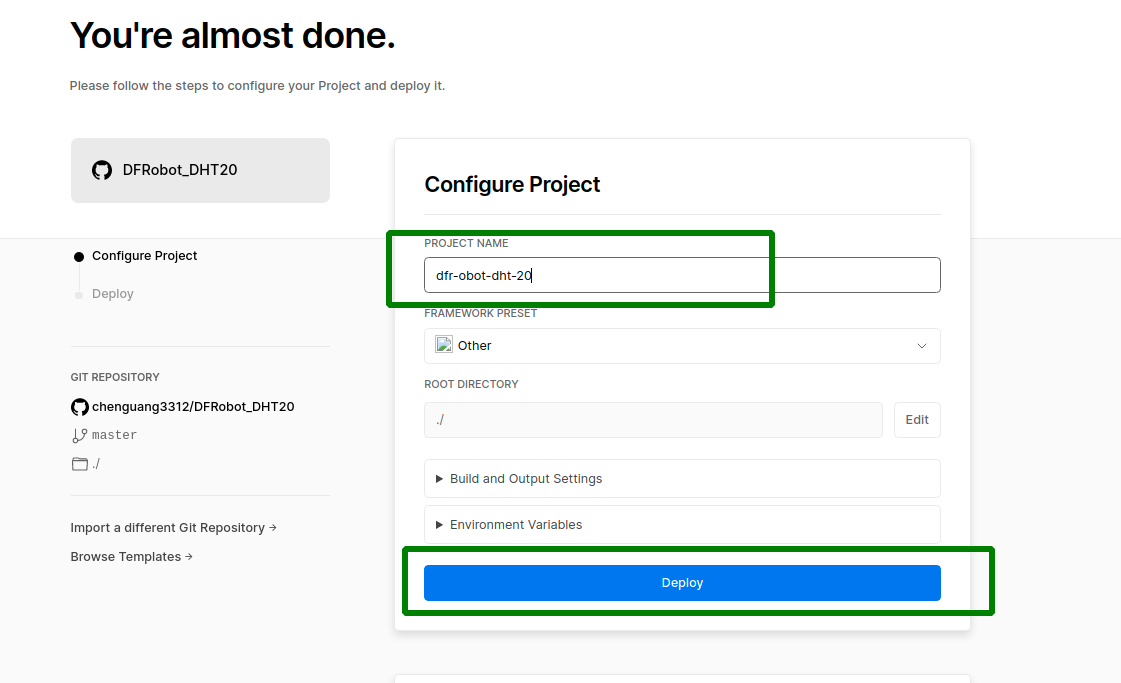 You're almost done.
Please follow the steps to configure your Project and deploy it.
DFRobot_DHT20
Configure Project
Deploy
GIT REPOSITORY
chenguang3312/DFRobot_DHT20
master
./
Import a different Git Repository →
Browse Templates →
Configure Project
PROJECT NAME
dfr-obot-dht-20
FRAMEWORK PRESET
Other
ROOT DIRECTORY
./
Edit
Build and Output Settings
Environment Variables
Deploy